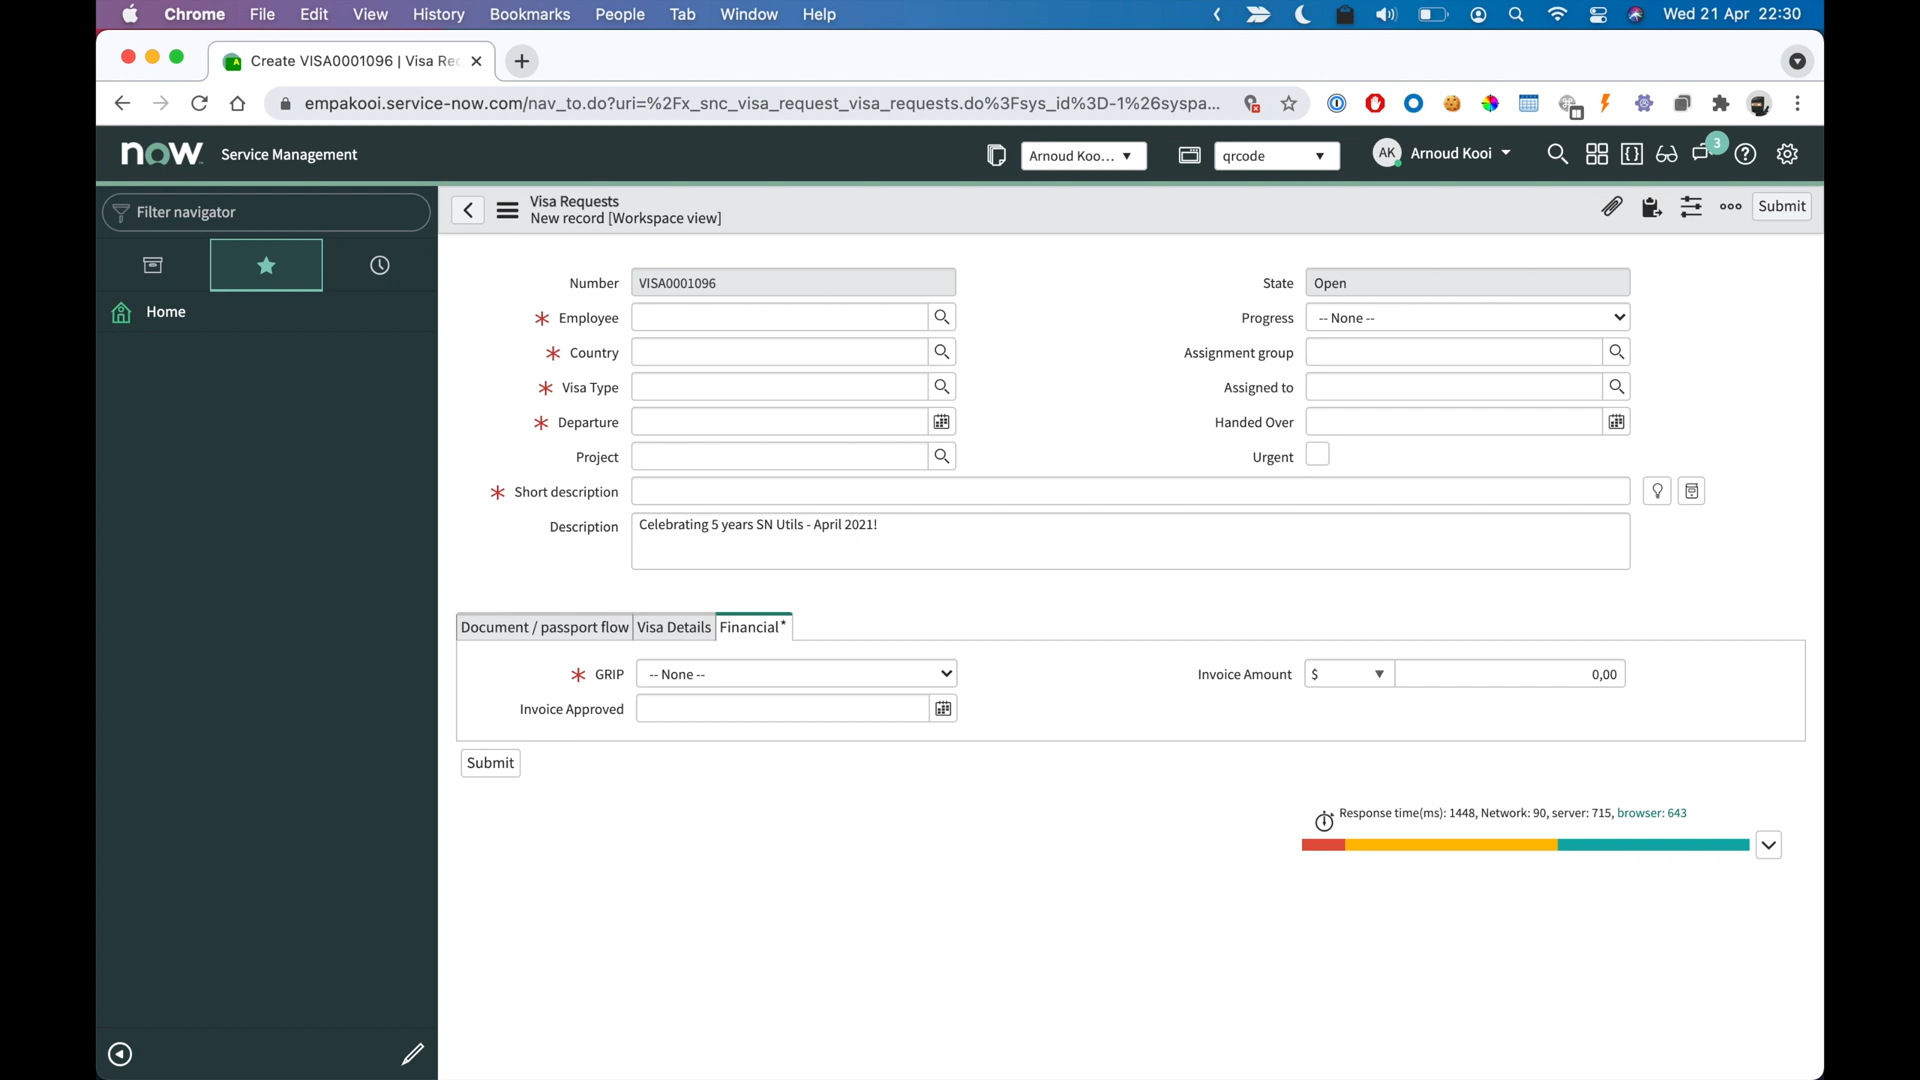 Chrome File Edit View History Bookmarks People Tab Window Help Wed 21 Apr 22:30
Create VISA0001096 | Visa Re
empakooi.service-now.com/nav_to.do?uri=%2Fx_snc_visa_request_visa_requests.do%3Fsys_id%3D-1%26syspa...
now Service Management Arnoud Koo... qrcode AK Arnoud Kooi 3
Filter navigator
Home
Visa Requests
New record [Workspace view]
Submit
Number VISA0001096 State Open
Employee Progress -- None --
Country Assignment group
Visa Type Assigned to
Departure Handed Over
Project Urgent
Short description
Description Celebrating 5 years SN Utils - April 2021!
Document / passport flow Visa Details Financial*
GRIP -- None -- Invoice Amount $ 0,00
Invoice Approved
Submit
Response time(ms): 1448, Network: 90, server: 715, browser: 643